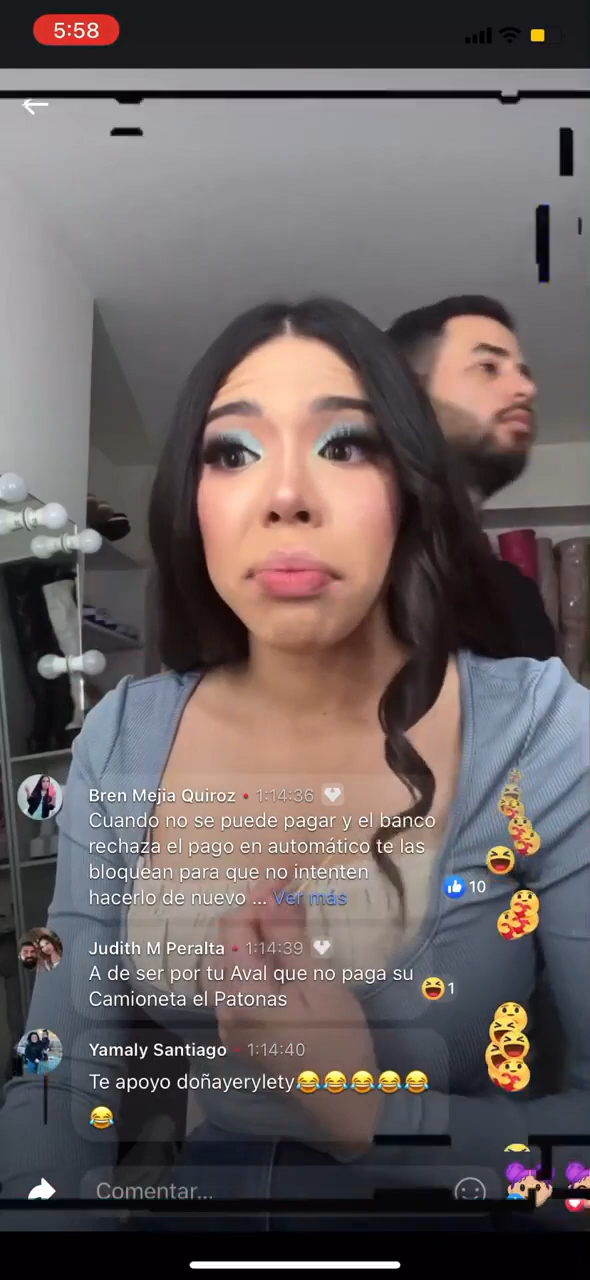 5:58
Bren Mejia Quiroz • 1:14:36
Cuando no se puede pagar y el banco
rechaza el pago en automático te las
bloquean para que no intenten
hacerlo de nuevo ... Ver más
10
Judith M Peralta • 1:14:39
A de ser por tu Aval que no paga su
Camioneta el Patonas
1
Yamaly Santiago • 1:14:40
Te apoyo doñayerylety😂😂😂😂😂
😂
Comentar...